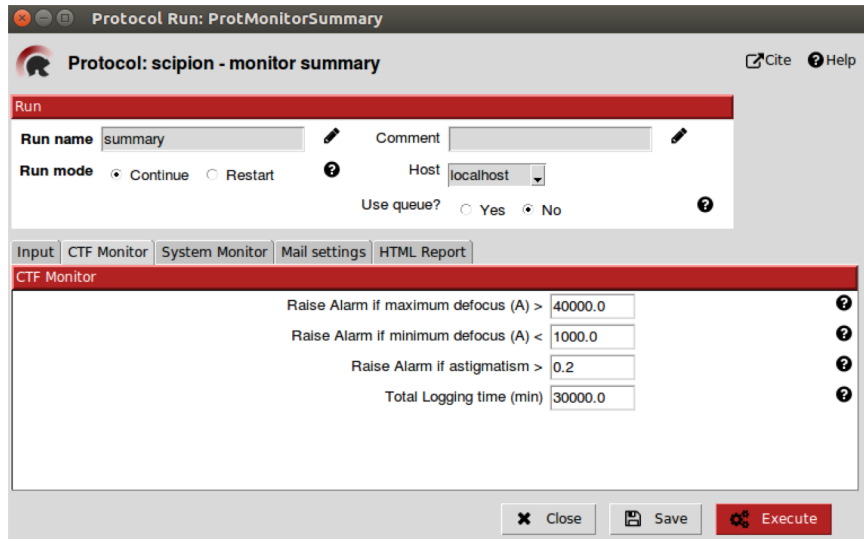 Protocol Run: ProtMonitorSummary
Protocol: scipion - monitor summary
Cite
Help
Run
Run name summary Comment
Run mode Continue Restart Host localhost
Use queue? Yes No
Input CTF Monitor System Monitor Mail settings HTML Report
CTF Monitor
Raise Alarm if maximum defocus (A) > 40000.0
Raise Alarm if minimum defocus (A) < 1000.0
Raise Alarm if astigmatism > 0.2
Total Logging time (min) 30000.0
Close Save Execute